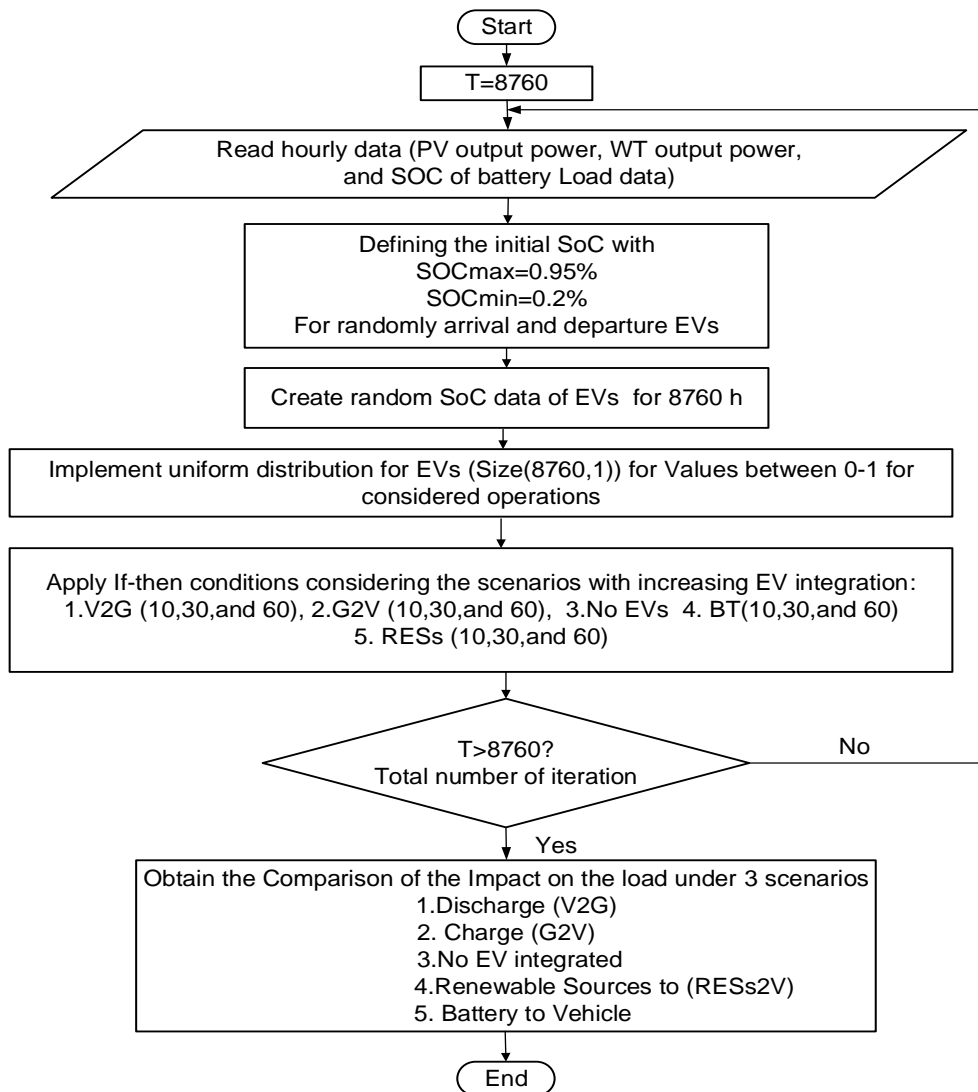 Start
T=8760
Read hourly data (PV output power, WT output power,
and SOC of battery Load data)
Defining the initial SoC with
SOCmax=0.95%
SOCmin=0.2%
For randomly arrival and departure EVs
Create random SoC data of EVs for 8760 h
Implement uniform distribution for EVs (Size(8760,1)) for Values between 0-1 for
considered operations
Apply If-then conditions considering the scenarios with increasing EV integration:
1.V2G (10,30,and 60), 2.G2V (10,30,and 60), 3.No EVs 4. BT(10,30,and 60)
5. RESs (10,30,and 60)
T>8760?
Total number of iteration
No
Yes
Obtain the Comparison of the Impact on the load under 3 scenarios
1.Discharge (V2G)
2. Charge (G2V)
3.No EV integrated
4.Renewable Sources to (RESs2V)
5. Battery to Vehicle
End